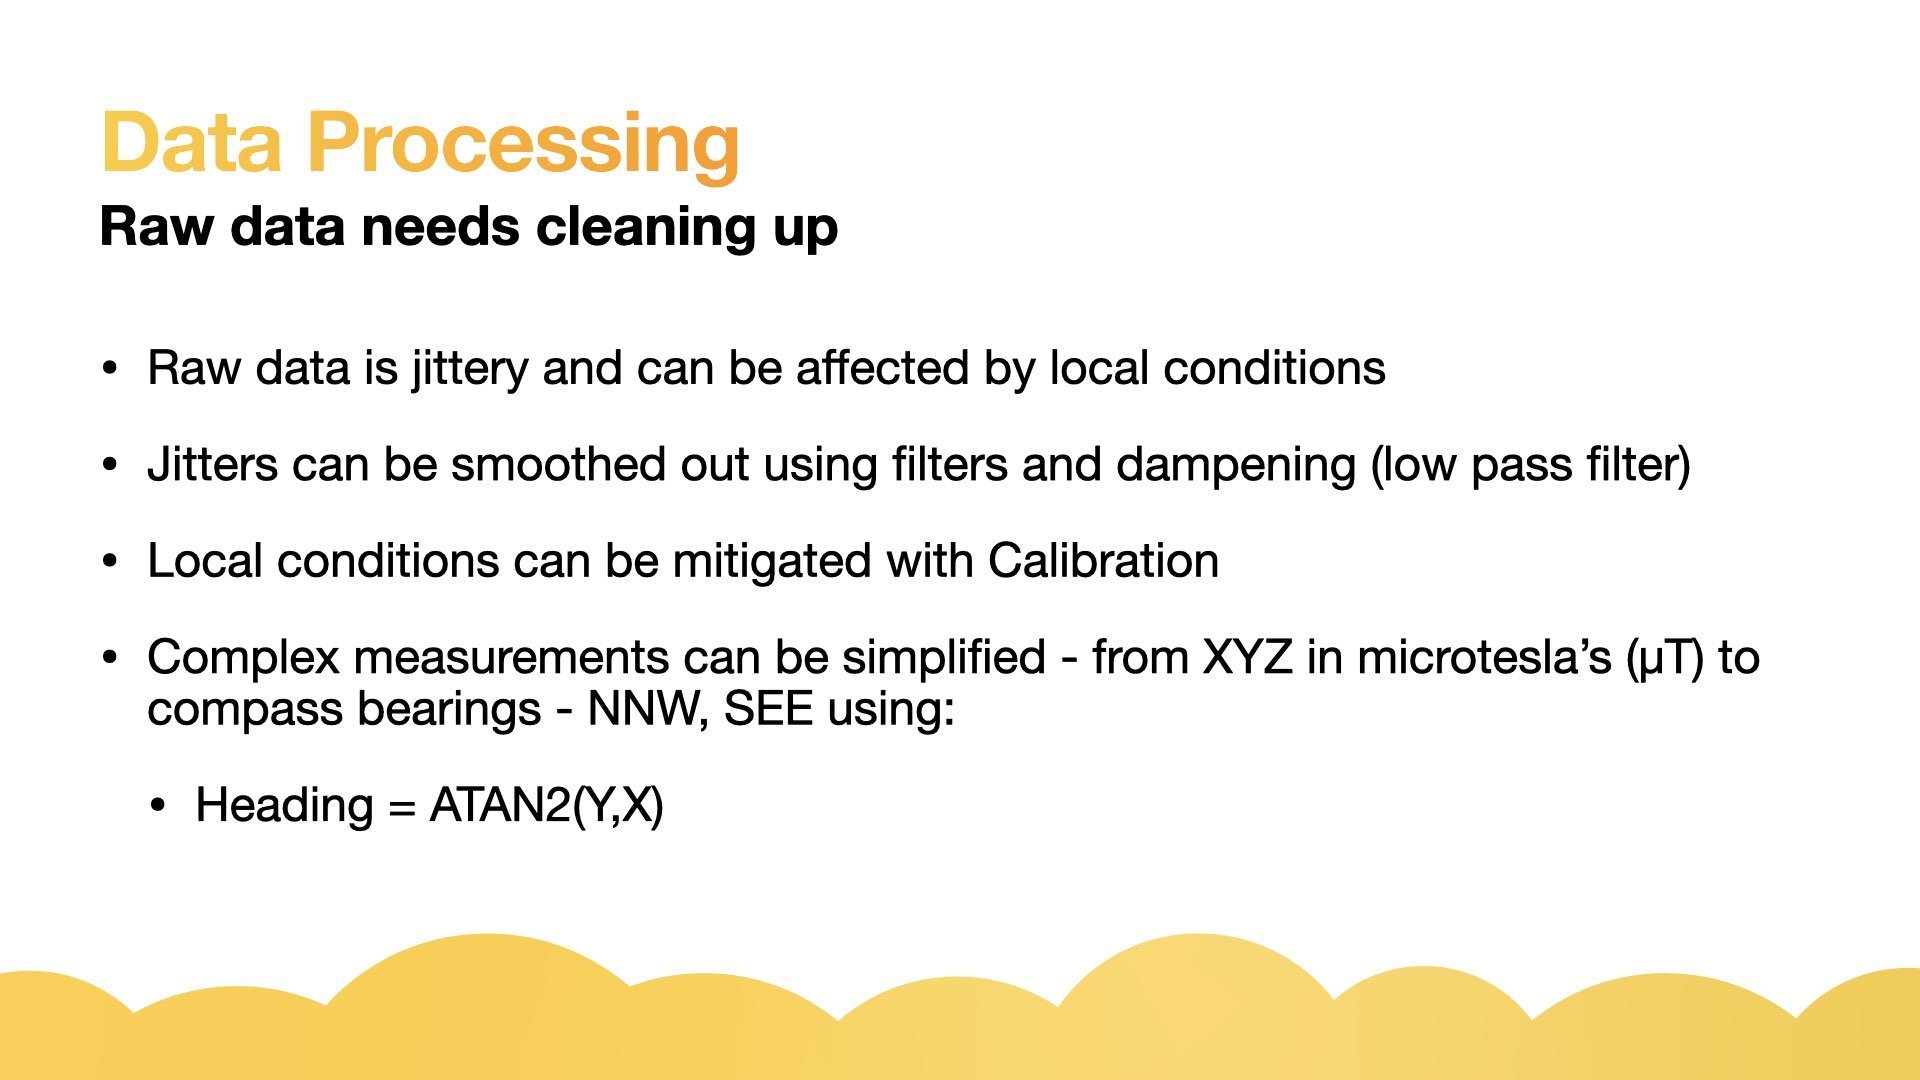 Data Processing
Raw data needs cleaning up
• Raw data is jittery and can be affected by local conditions
• Jitters can be smoothed out using filters and dampening (low pass filter)
• Local conditions can be mitigated with Calibration
• Complex measurements can be simplified - from XYZ in microtesla’s (µT) to
compass bearings - NNW, SEE using:
• Heading = ATAN2(Y,X)